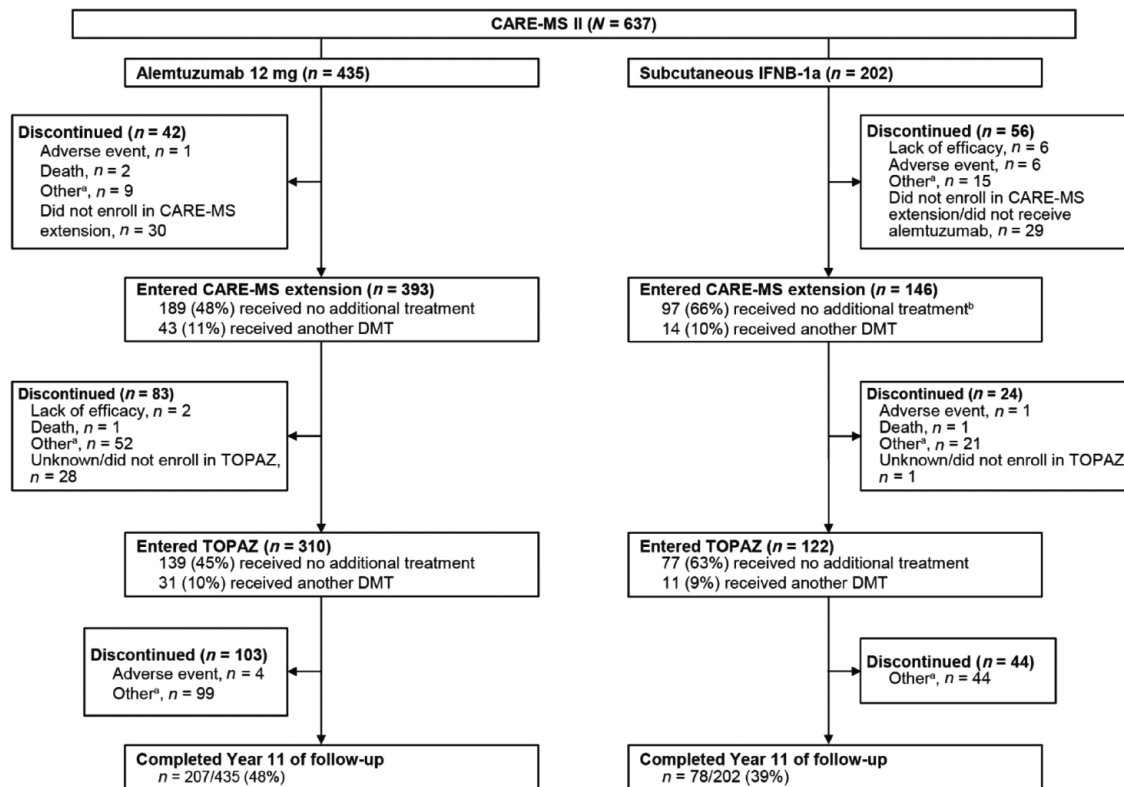 CARE-MS II (N = 637)
Alemtuzumab 12 mg (n = 435)
Subcutaneous IFNB-1a (n = 202)
Discontinued (n = 42)
Adverse event, n = 1
Death, n = 2
Otherᵃ, n = 9
Did not enroll in CARE-MS
extension, n = 30
Discontinued (n = 56)
Lack of efficacy, n = 6
Adverse event, n = 6
Otherᵃ, n = 15
Did not enroll in CARE-MS
extension/did not receive
alemtuzumab, n = 29
Entered CARE-MS extension (n = 393)
189 (48%) received no additional treatment
43 (11%) received another DMT
Entered CARE-MS extension (n = 146)
97 (66%) received no additional treatmentᵇ
14 (10%) received another DMT
Discontinued (n = 83)
Lack of efficacy, n = 2
Death, n = 1
Otherᵃ, n = 52
Unknown/did not enroll in TOPAZ,
n = 28
Discontinued (n = 24)
Adverse event, n = 1
Death, n = 1
Otherᵃ, n = 21
Unknown/did not enroll in TOPAZ
n = 1
Entered TOPAZ (n = 310)
139 (45%) received no additional treatment
31 (10%) received another DMT
Entered TOPAZ (n = 122)
77 (63%) received no additional treatment
11 (9%) received another DMT
Discontinued (n = 103)
Adverse event, n = 4
Otherᵃ, n = 99
Discontinued (n = 44)
Otherᵃ, n = 44
Completed Year 11 of follow-up
n = 207/435 (48%)
Completed Year 11 of follow-up
n = 78/202 (39%)